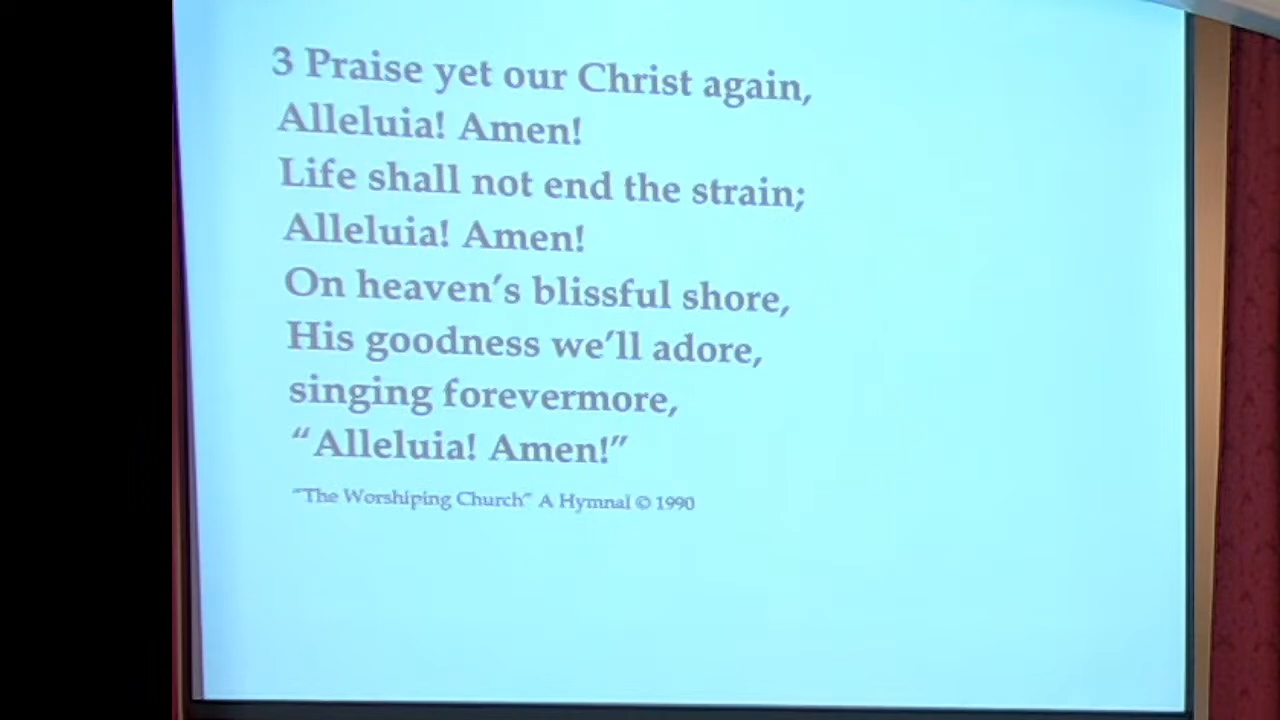 3 Praise yet our Christ again,
Alleluia! Amen!
Life shall not end the strain;
Alleluia! Amen!
On heaven’s blissful shore,
His goodness we’ll adore,
singing forevermore,
“Alleluia! Amen!”
“The Worshiping Church” A Hymnal © 1990